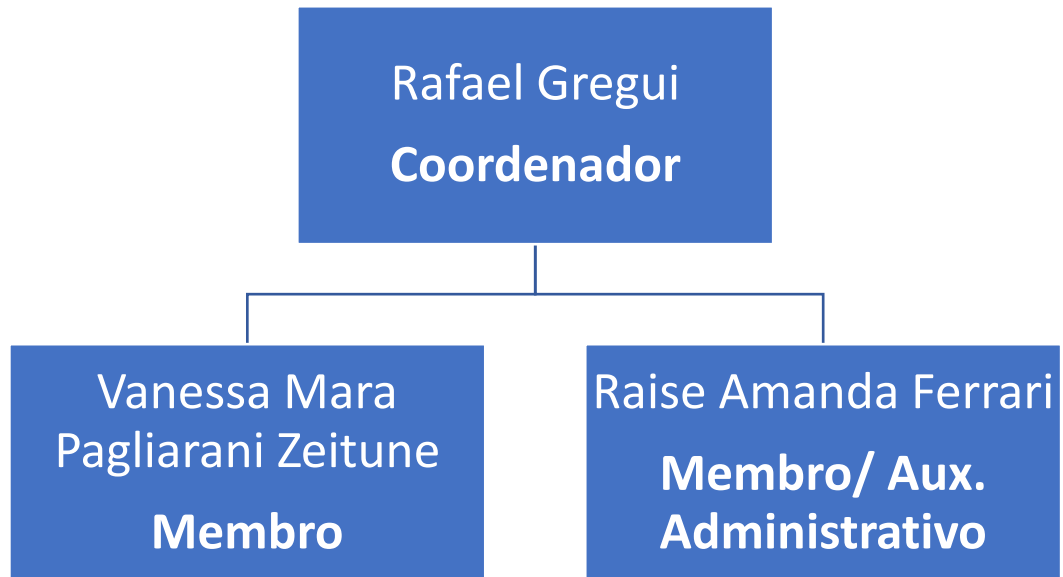 Rafael Gregui
Coordenador
Vanessa Mara
Pagliarani Zeitune
Membro
Raise Amanda Ferrari
Membro/ Aux.
Administrativo